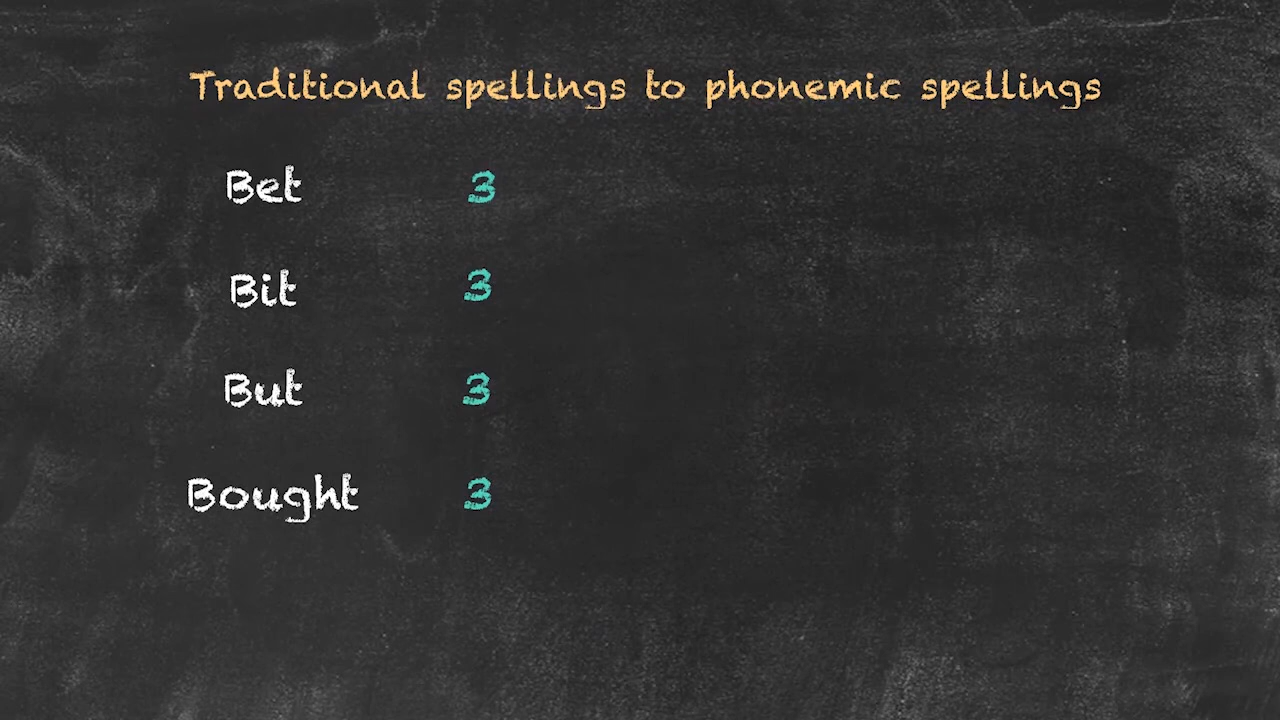 Traditional spellings to phonemic spellings
Bet 3
Bit 3
But 3
Bought 3